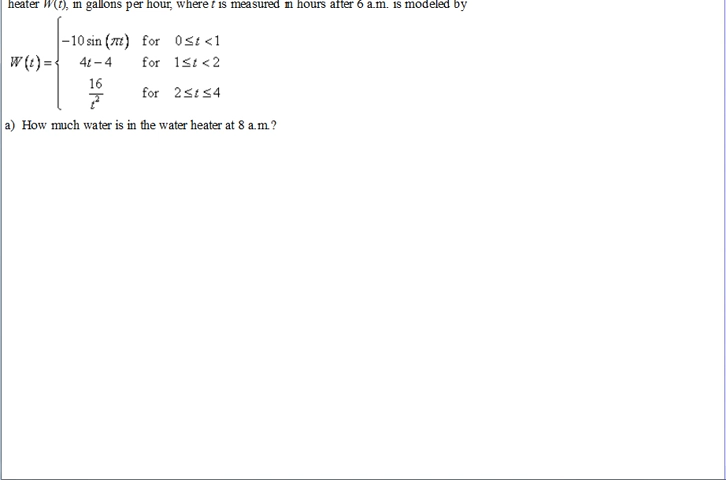 heater W(t), in gallons per hour, where t is measured in hours after 6 a.m. is modeled by
-10 sin (πt) for 0≤t <1
W(t) = { 4t - 4 for 1≤t <2
16/t² for 2≤t≤4
a) How much water is in the water heater at 8 a.m.?